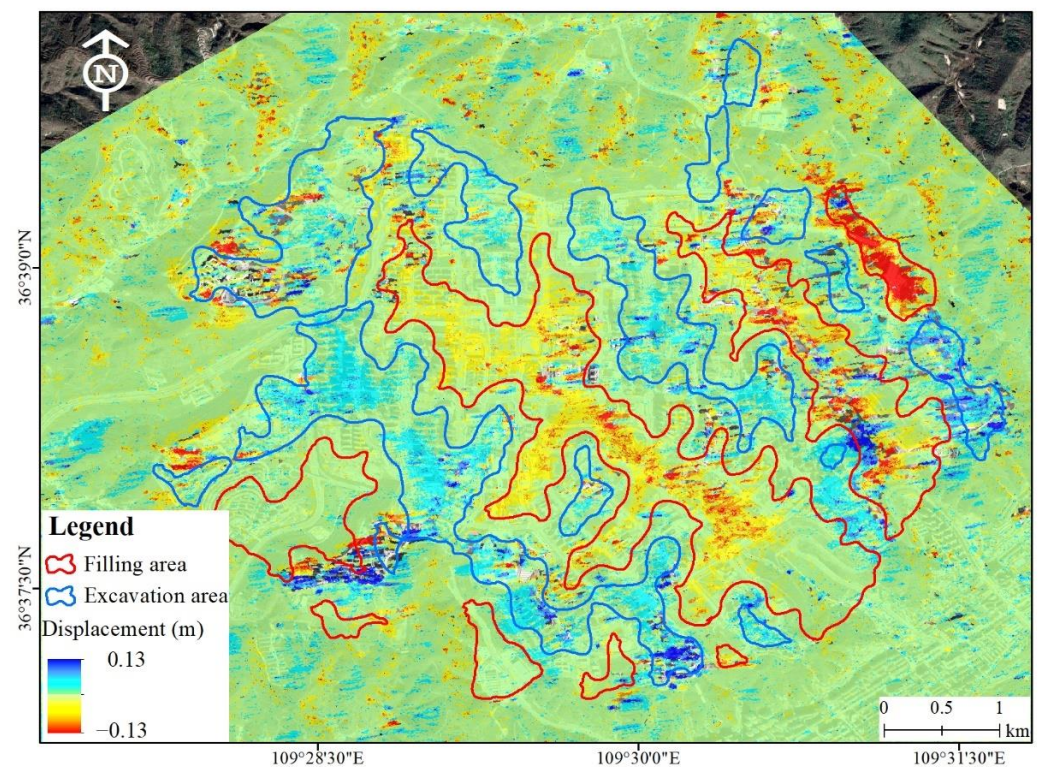 N
36°39'0"N
36°37'30"N
Legend
Filling area
Excavation area
Displacement (m)
0.13
−0.13
0 0.5 1
km
109°28'30"E
109°30'0"E
109°31'30"E